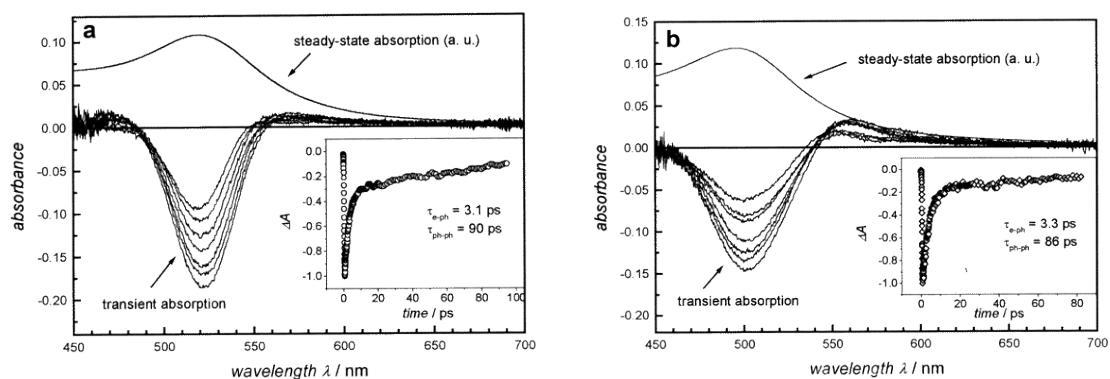 a
steady-state absorption (a. u.)
0.10
0.05
0.00
-0.05
-0.10
-0.15
-0.20
absorbance
transient absorption
0.0
-0.2
-0.4
-0.6
-0.8
-1.0
ΔA
τe-ph = 3.1 ps
τph-ph = 90 ps
0 20 40 60 80 100
time / ps
450 500 550 600 650 700
wavelength λ / nm
b
steady-state absorption (a. u.)
0.15
0.10
0.05
0.00
-0.05
-0.10
-0.15
-0.20
absorbance
transient absorption
0.0
-0.2
-0.4
-0.6
-0.8
-1.0
ΔA
τe-ph = 3.3 ps
τph-ph = 86 ps
0 20 40 60 80
time / ps
450 500 550 600 650 700
wavelength λ / nm